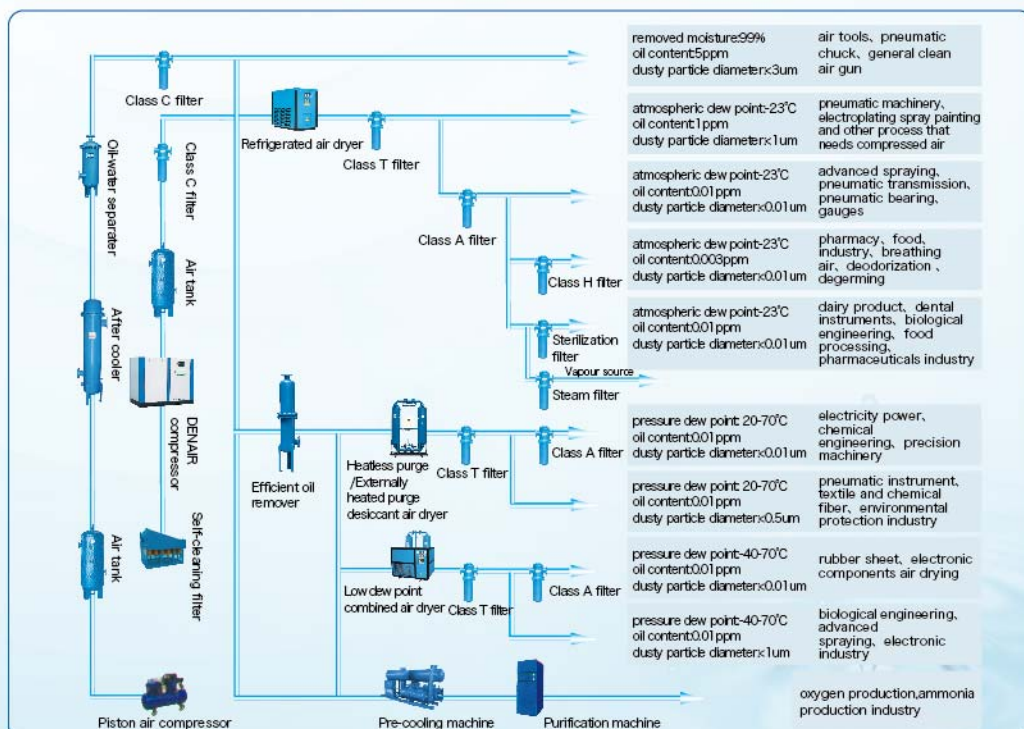 removed moisture:99%
oil content:5ppm
dusty particle diameter:<3um
air tools、pneumatic
chuck、general clean
air gun
Class C filter
Refrigerated air dryer
Class T filter
atmospheric dew point:-23℃
oil content:1ppm
dusty particle diameter:<1um
pneumatic machinery、
electroplating spray painting
and other process that
needs compressed air
Oil-water separater
Class C filter
Class A filter
atmospheric dew point-23℃
oil content:0.01ppm
dusty particle diameter:<0.01um
advanced spraying、
pneumatic transmission、
pneumatic bearing、
gauges
Air tank
Class H filter
atmospheric dew point-23℃
oil content:0.003ppm
dusty particle diameter:<0.01um
pharmacy、food、
industry、breathing
air、deodorization 、
degerming
After cooler
Sterilization
filter
Vapour source
Steam filter
atmospheric dew point-23℃
oil content:0.01ppm
dusty particle diameter:<0.01um
dairy product、dental
instruments、biological
engineering、food
processing、
pharmaceuticals industry
DENAIR
compressor
Efficient oil
remover
Heatless purge
/Externally
heated purge
desiccant air dryer
Class T filter
Class A filter
pressure dew point: 20-70℃
oil content:0.01ppm
dusty particle diameter:<0.01um
electricity power、
chemical
engineering、precision
machinery
pressure dew point: 20-70℃
oil content:0.01ppm
dusty particle diameter:<0.5um
pneumatic instrument、
textile and chemical
fiber、environmental
protection industry
Air tank
Self-cleaning filter
Low dew point
combined air dryer
Class T filter
Class A filter
pressure dew point:-40-70℃
oil content:0.01ppm
dusty particle diameter:<0.01um
rubber sheet、electronic
components air drying
pressure dew point:-40-70℃
oil content:0.01ppm
dusty particle diameter:<1um
biological engineering、
advanced
spraying、electronic
industry
Piston air compressor
Pre-cooling machine
Purification machine
oxygen production,ammonia
production industry